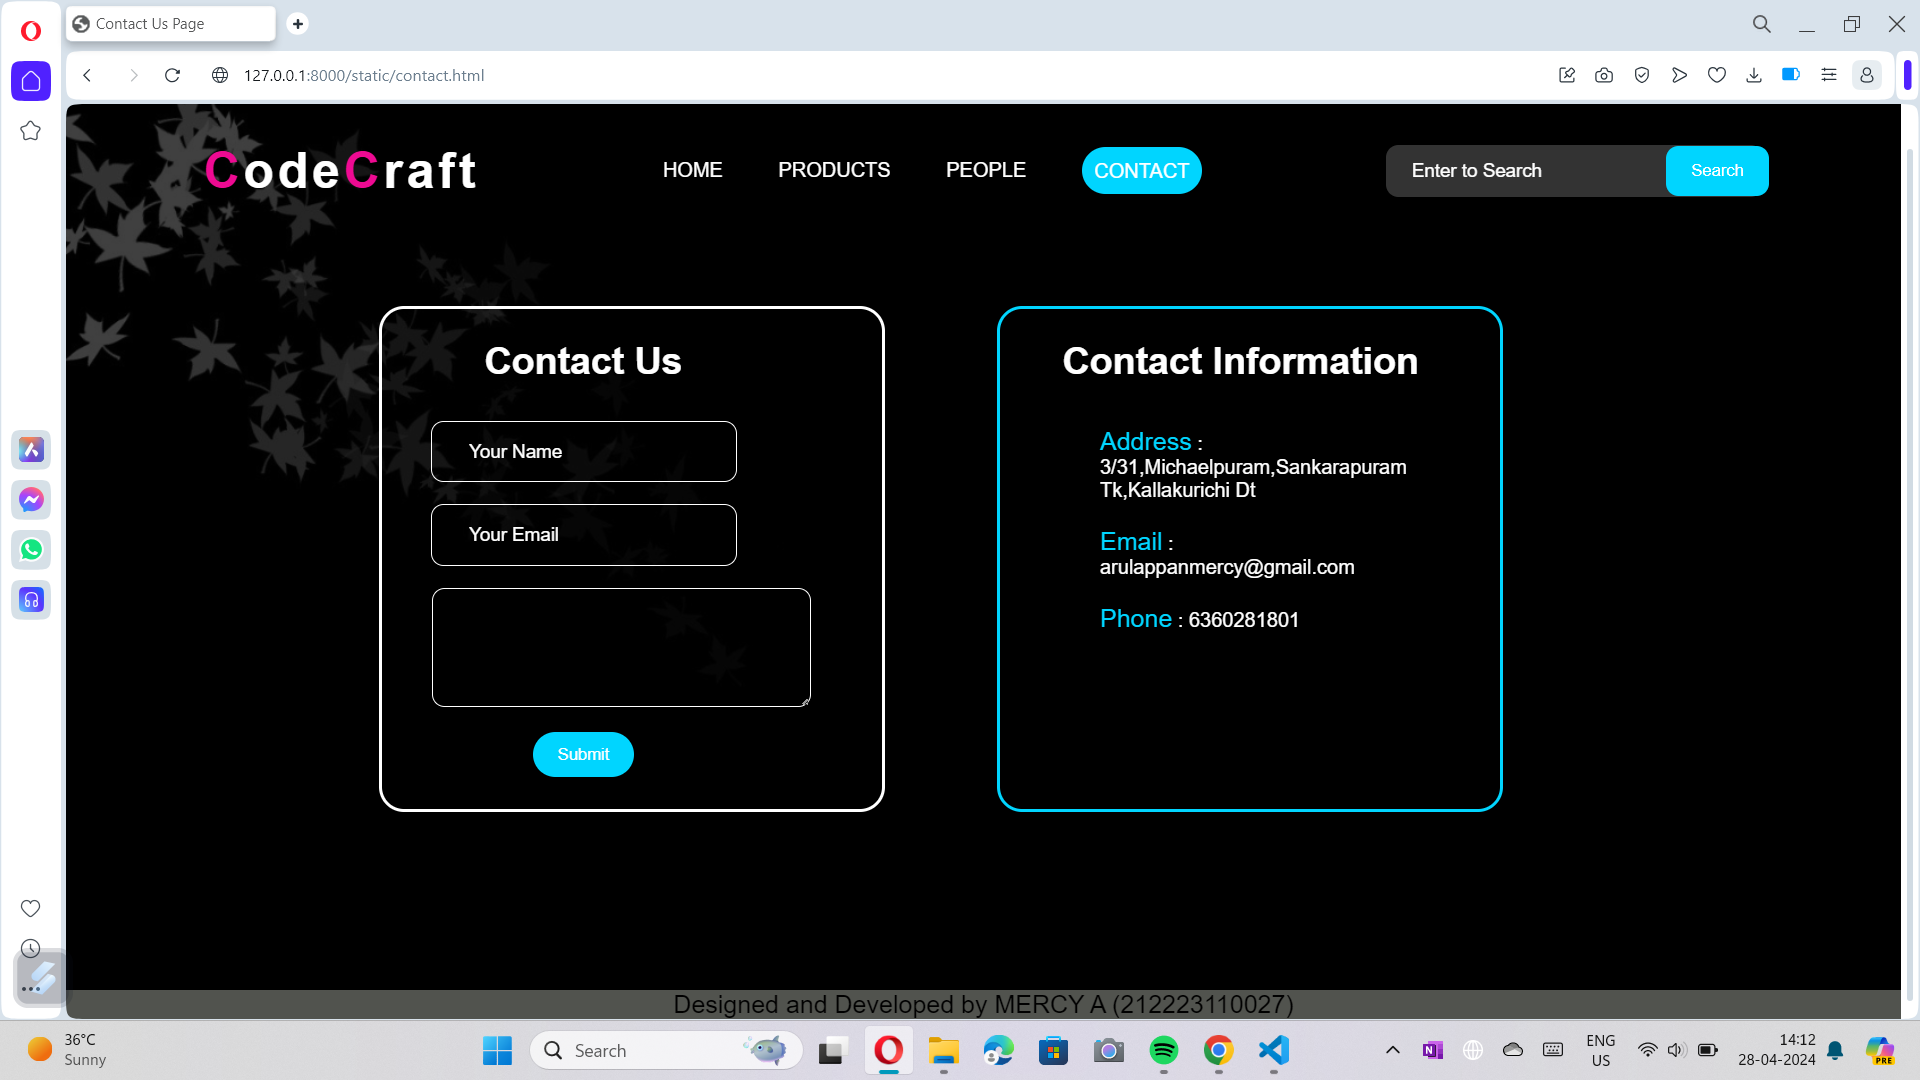 Contact Us Page
127.0.0.1:8000/static/contact.html
CodeCraft
HOME
PRODUCTS
PEOPLE
CONTACT
Enter to Search
Search
Contact Us
Your Name
Your Email
Submit
Contact Information
Address :
3/31,Michaelpuram,Sankarapuram
Tk,Kallakurichi Dt
Email :
arulappanmercy@gmail.com
Phone : 6360281801
Designed and Developed by MERCY A (212223110027)
36°C
Sunny
Search
ENG
US
14:12
28-04-2024
PRE